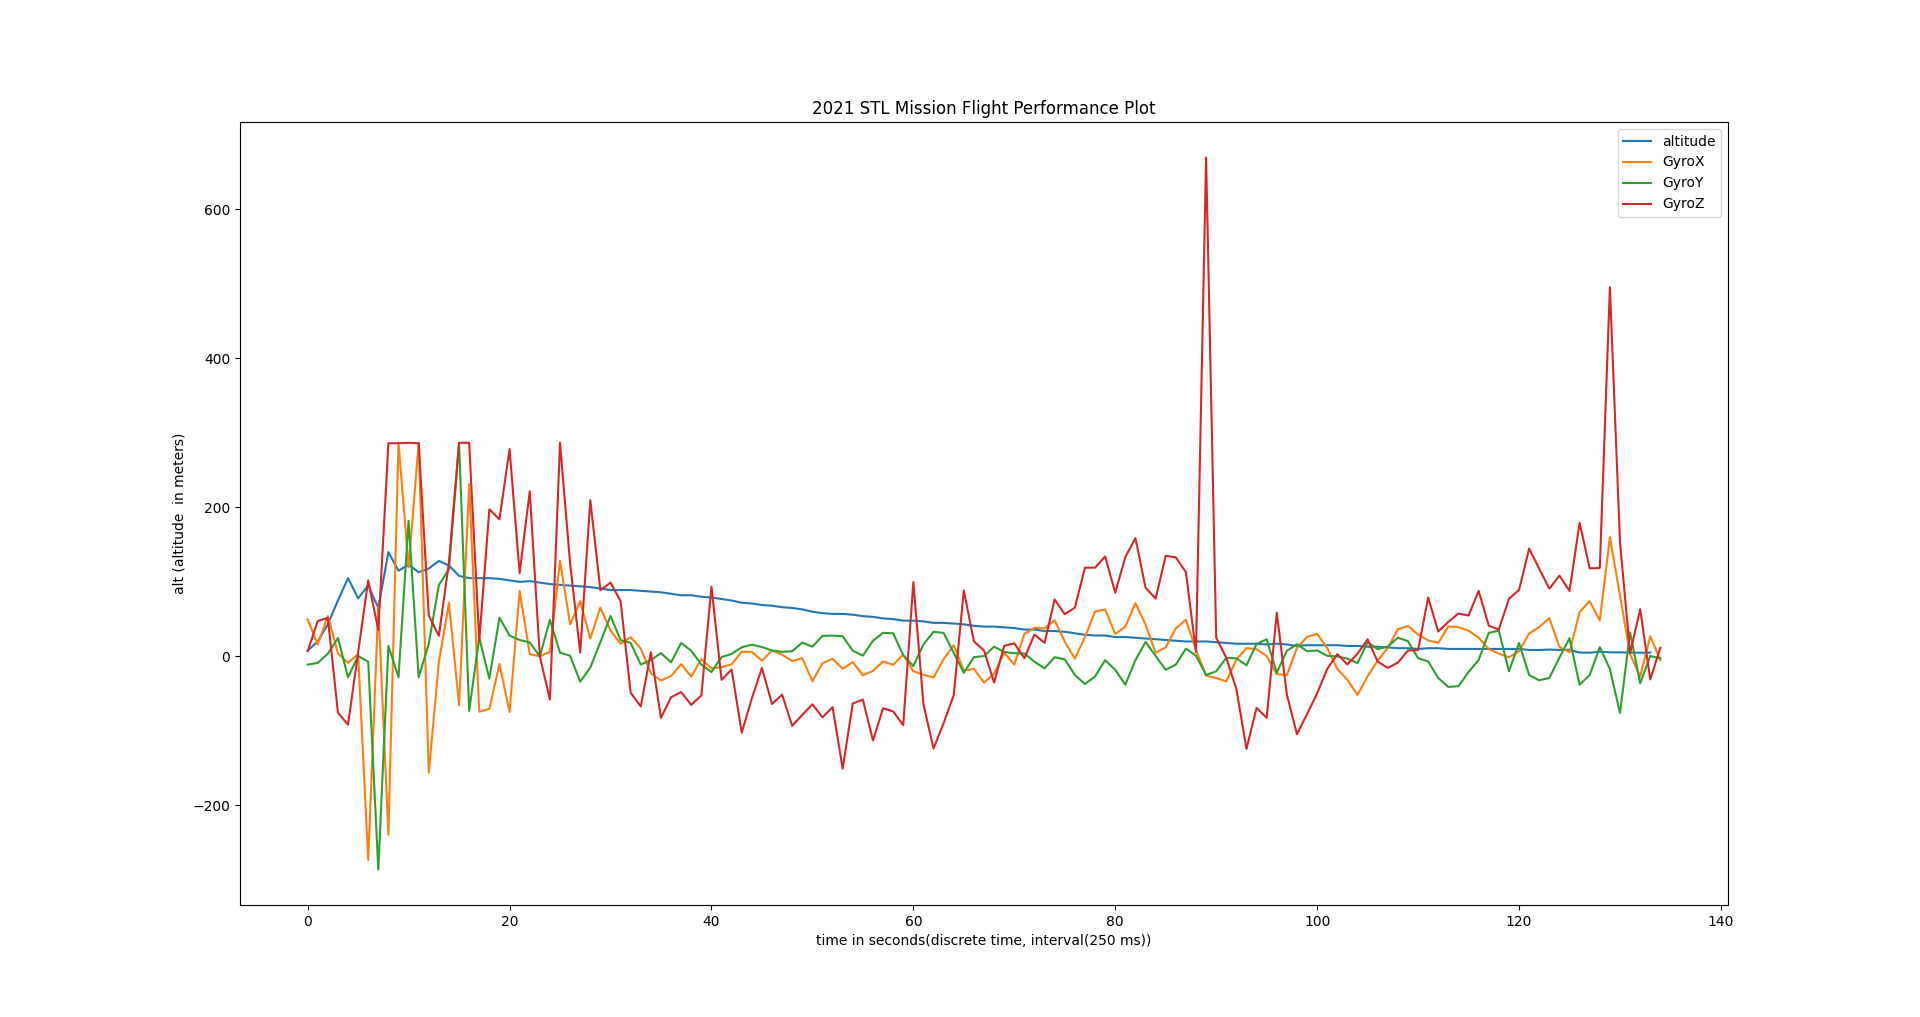 2021 STL Mission Flight Performance Plot
altitude
GyroX
GyroY
GyroZ
600
400
200
0
−200
alt (altitude  in meters)
0 20 40 60 80 100 120 140
time in seconds(discrete time, interval(250 ms))